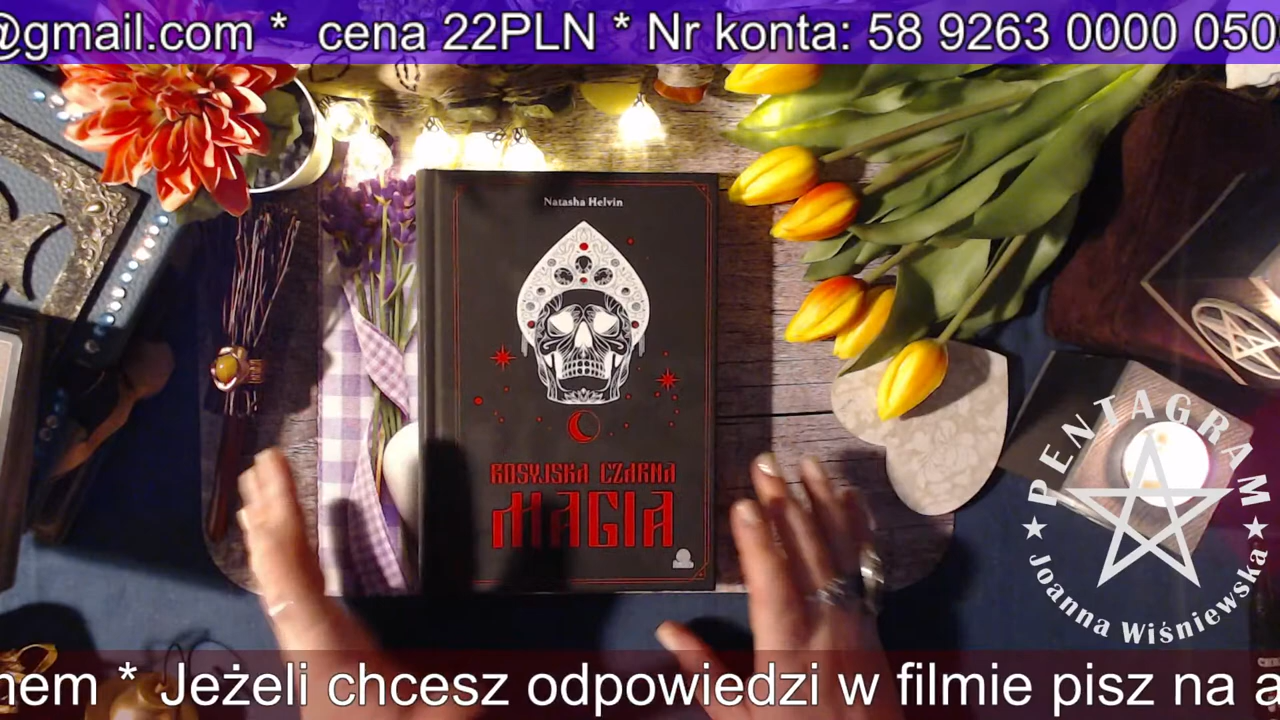 @gmail.com * cena 22PLN * Nr konta: 58 9263 0000 050
Natasha Helvin
ROSYJSKA CZARNA
MAGIA
PENTAGRAM
Joanna Wiśniewska
* Jeżeli chcesz odpowiedzi w filmie pisz na a